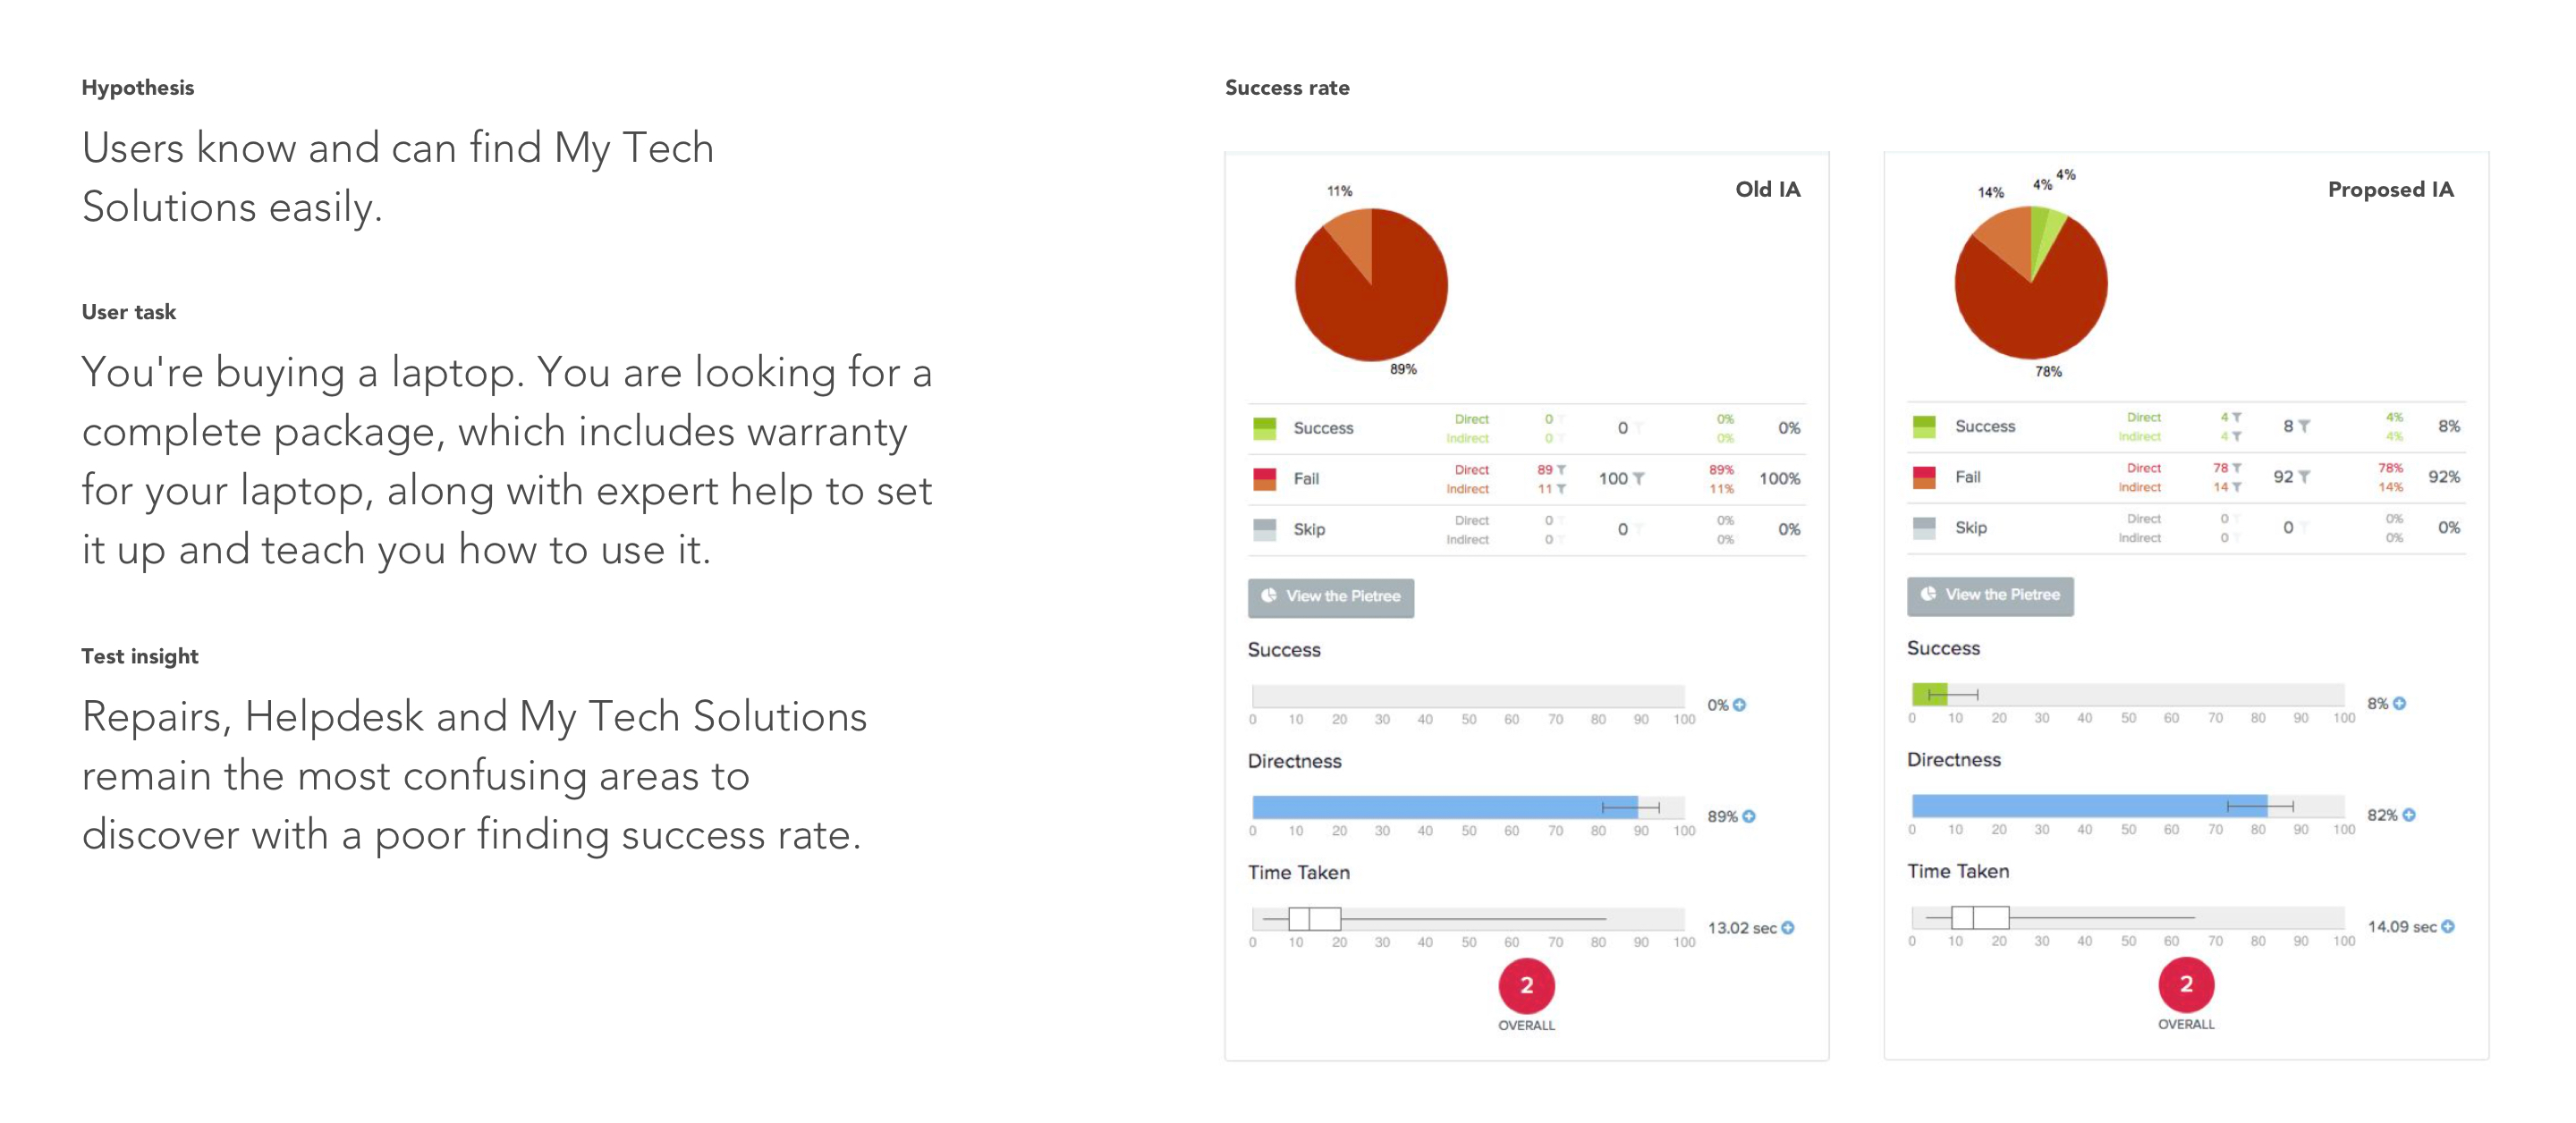 Hypothesis
Users know and can find My Tech
Solutions easily.
User task
You're buying a laptop. You are looking for a
complete package, which includes warranty
for your laptop, along with expert help to set
it up and teach you how to use it.
Test insight
Repairs, Helpdesk and My Tech Solutions
remain the most confusing areas to
discover with a poor finding success rate.
Success rate
Old IA
11%
89%
Success Direct 0 0 0% 0%
Indirect 0 0%
Fail Direct 89 100 89% 100%
Indirect 11 11%
Skip Direct 0 0 0% 0%
Indirect 0 0%
View the Pietree
Success
0%
0 10 20 30 40 50 60 70 80 90 100
Directness
89%
0 10 20 30 40 50 60 70 80 90 100
Time Taken
13.02 sec
0 10 20 30 40 50 60 70 80 90 100
2
OVERALL
Proposed IA
14% 4% 4%
78%
Success Direct 4 8 4% 8%
Indirect 4 4%
Fail Direct 78 92 78% 92%
Indirect 14 14%
Skip Direct 0 0 0% 0%
Indirect 0 0%
View the Pietree
Success
8%
0 10 20 30 40 50 60 70 80 90 100
Directness
82%
0 10 20 30 40 50 60 70 80 90 100
Time Taken
14.09 sec
0 10 20 30 40 50 60 70 80 90 100
2
OVERALL